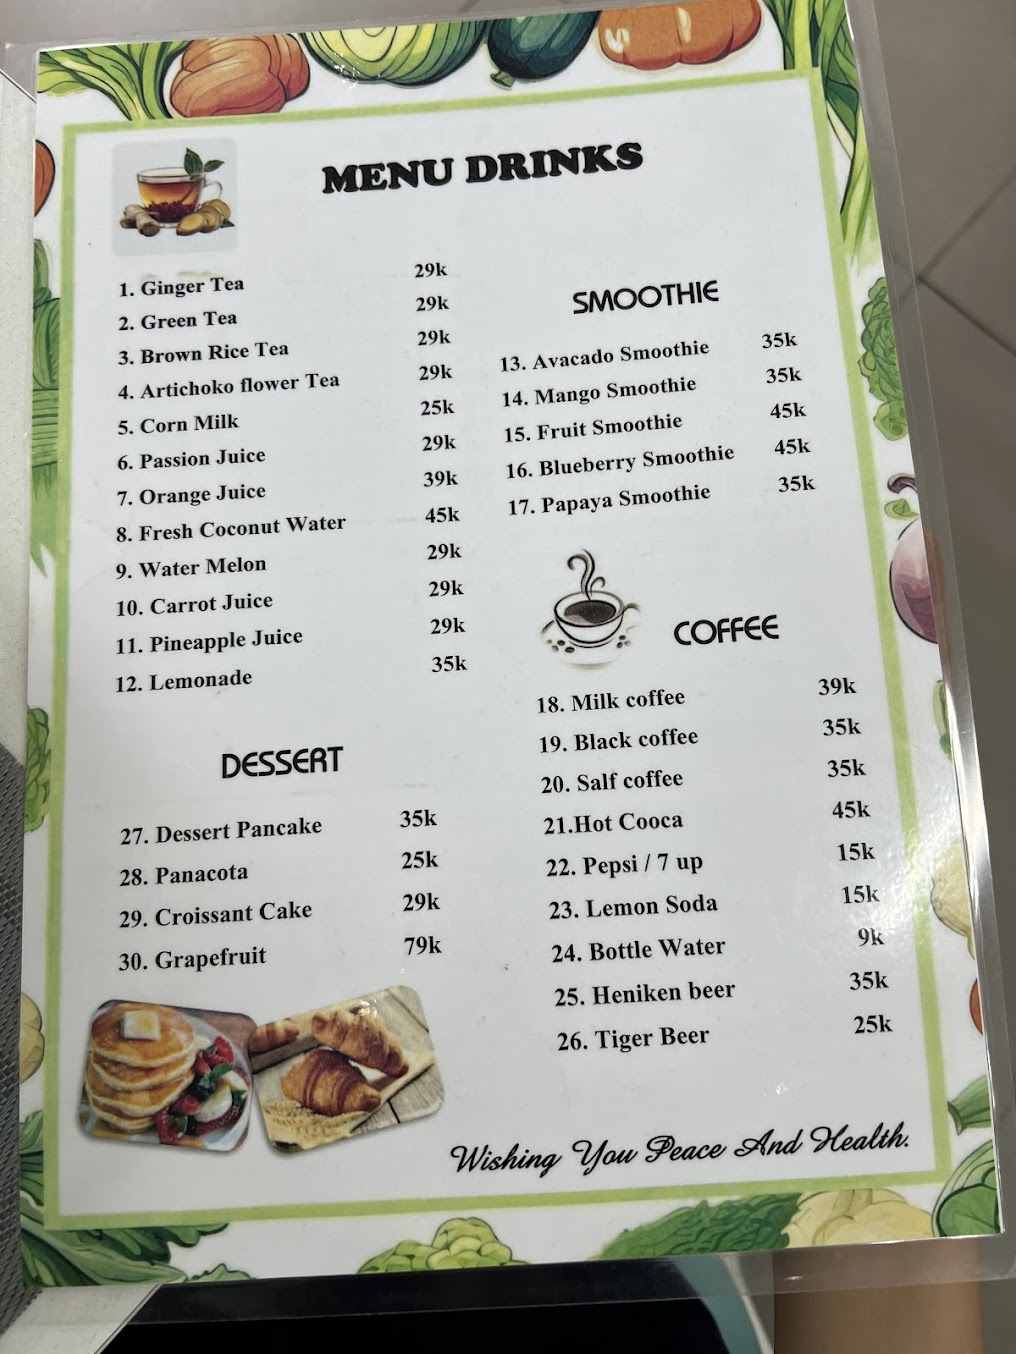 MENU DRINKS
1. Ginger Tea 29k
2. Green Tea 29k
3. Brown Rice Tea 29k
4. Artichoko flower Tea 29k
5. Corn Milk 25k
6. Passion Juice 29k
7. Orange Juice 39k
8. Fresh Coconut Water 45k
9. Water Melon 29k
10. Carrot Juice 29k
11. Pineapple Juice 29k
12. Lemonade 35k
SMOOTHIE
13. Avacado Smoothie 35k
14. Mango Smoothie 35k
15. Fruit Smoothie 45k
16. Blueberry Smoothie 45k
17. Papaya Smoothie 35k
COFFEE
18. Milk coffee 39k
19. Black coffee 35k
20. Salf coffee 35k
21.Hot Cooca 45k
22. Pepsi / 7 up 15k
23. Lemon Soda 15k
24. Bottle Water 9k
25. Heniken beer 35k
26. Tiger Beer 25k
DESSERT
27. Dessert Pancake 35k
28. Panacota 25k
29. Croissant Cake 29k
30. Grapefruit 79k
Wishing You Peace And Health.